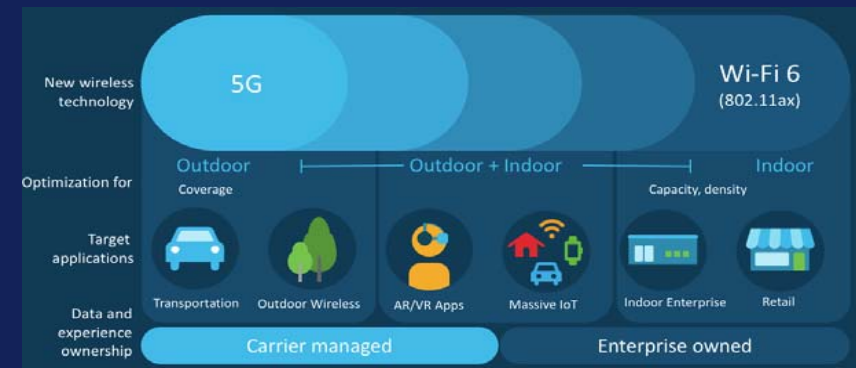 New wireless
technology
5G
Wi-Fi 6
(802.11ax)
Optimization for
Outdoor
Outdoor + Indoor
Indoor
Coverage
Capacity, density
Target
applications
Transportation
Outdoor Wireless
AR/VR Apps
Massive IoT
Indoor Enterprise
Retail
Data and
experience
ownership
Carrier managed
Enterprise owned